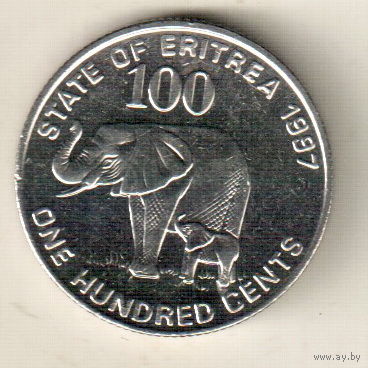 STATE OF ERITREA 1997
100
ONE HUNDRED CENTS
www.ay.by